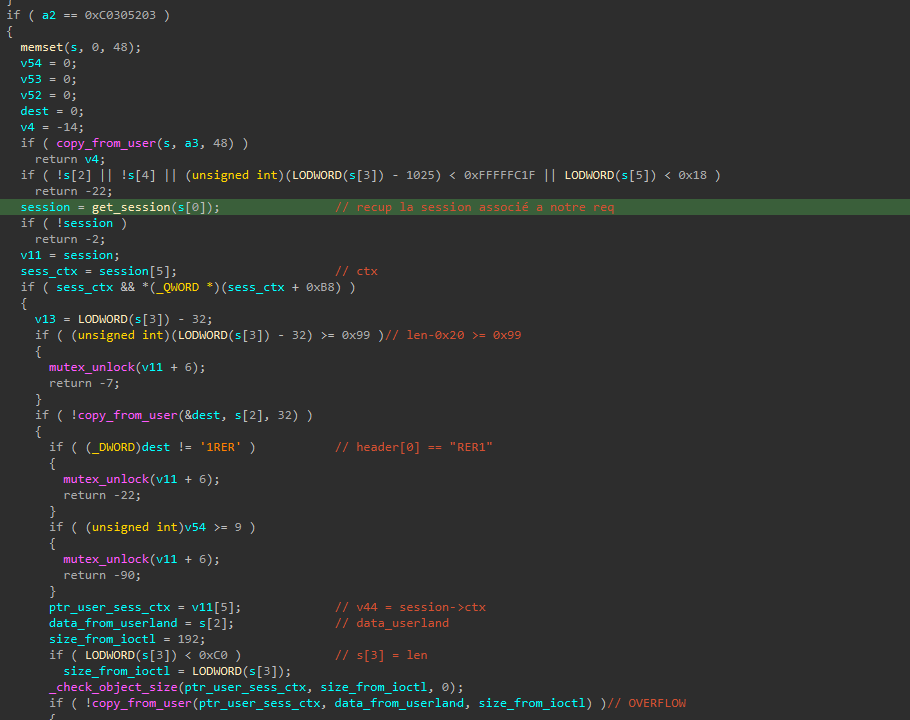 }
if ( a2 == 0xC0305203 )
{
memset(s, 0, 48);
v54 = 0;
v53 = 0;
v52 = 0;
dest = 0;
v4 = -14;
if ( copy_from_user(s, a3, 48) )
return v4;
if ( !s[2] || !s[4] || (unsigned int)(LODWORD(s[3]) - 1025) < 0xFFFFFC1F || LODWORD(s[5]) < 0x18 )
return -22;
session = get_session(s[0]); // recup la session associé a notre req
if ( !session )
return -2;
v11 = session;
sess_ctx = session[5]; // ctx
if ( sess_ctx && *(_QWORD *)(sess_ctx + 0xB8) )
{
v13 = LODWORD(s[3]) - 32;
if ( (unsigned int)(LODWORD(s[3]) - 32) >= 0x99 )// len-0x20 >= 0x99
{
mutex_unlock(v11 + 6);
return -7;
}
if ( !copy_from_user(&dest, s[2], 32) )
{
if ( (_DWORD)dest != '1RER' ) // header[0] == "RER1"
{
mutex_unlock(v11 + 6);
return -22;
}
if ( (unsigned int)v54 >= 9 )
{
mutex_unlock(v11 + 6);
return -90;
}
ptr_user_sess_ctx = v11[5]; // v44 = session->ctx
data_from_userland = s[2]; // data_userland
size_from_ioctl = 192;
if ( LODWORD(s[3]) < 0xC0 ) // s[3] = len
size_from_ioctl = LODWORD(s[3]);
_check_object_size(ptr_user_sess_ctx, size_from_ioctl, 0);
if ( !copy_from_user(ptr_user_sess_ctx, data_from_userland, size_from_ioctl) )// OVERFLOW
{